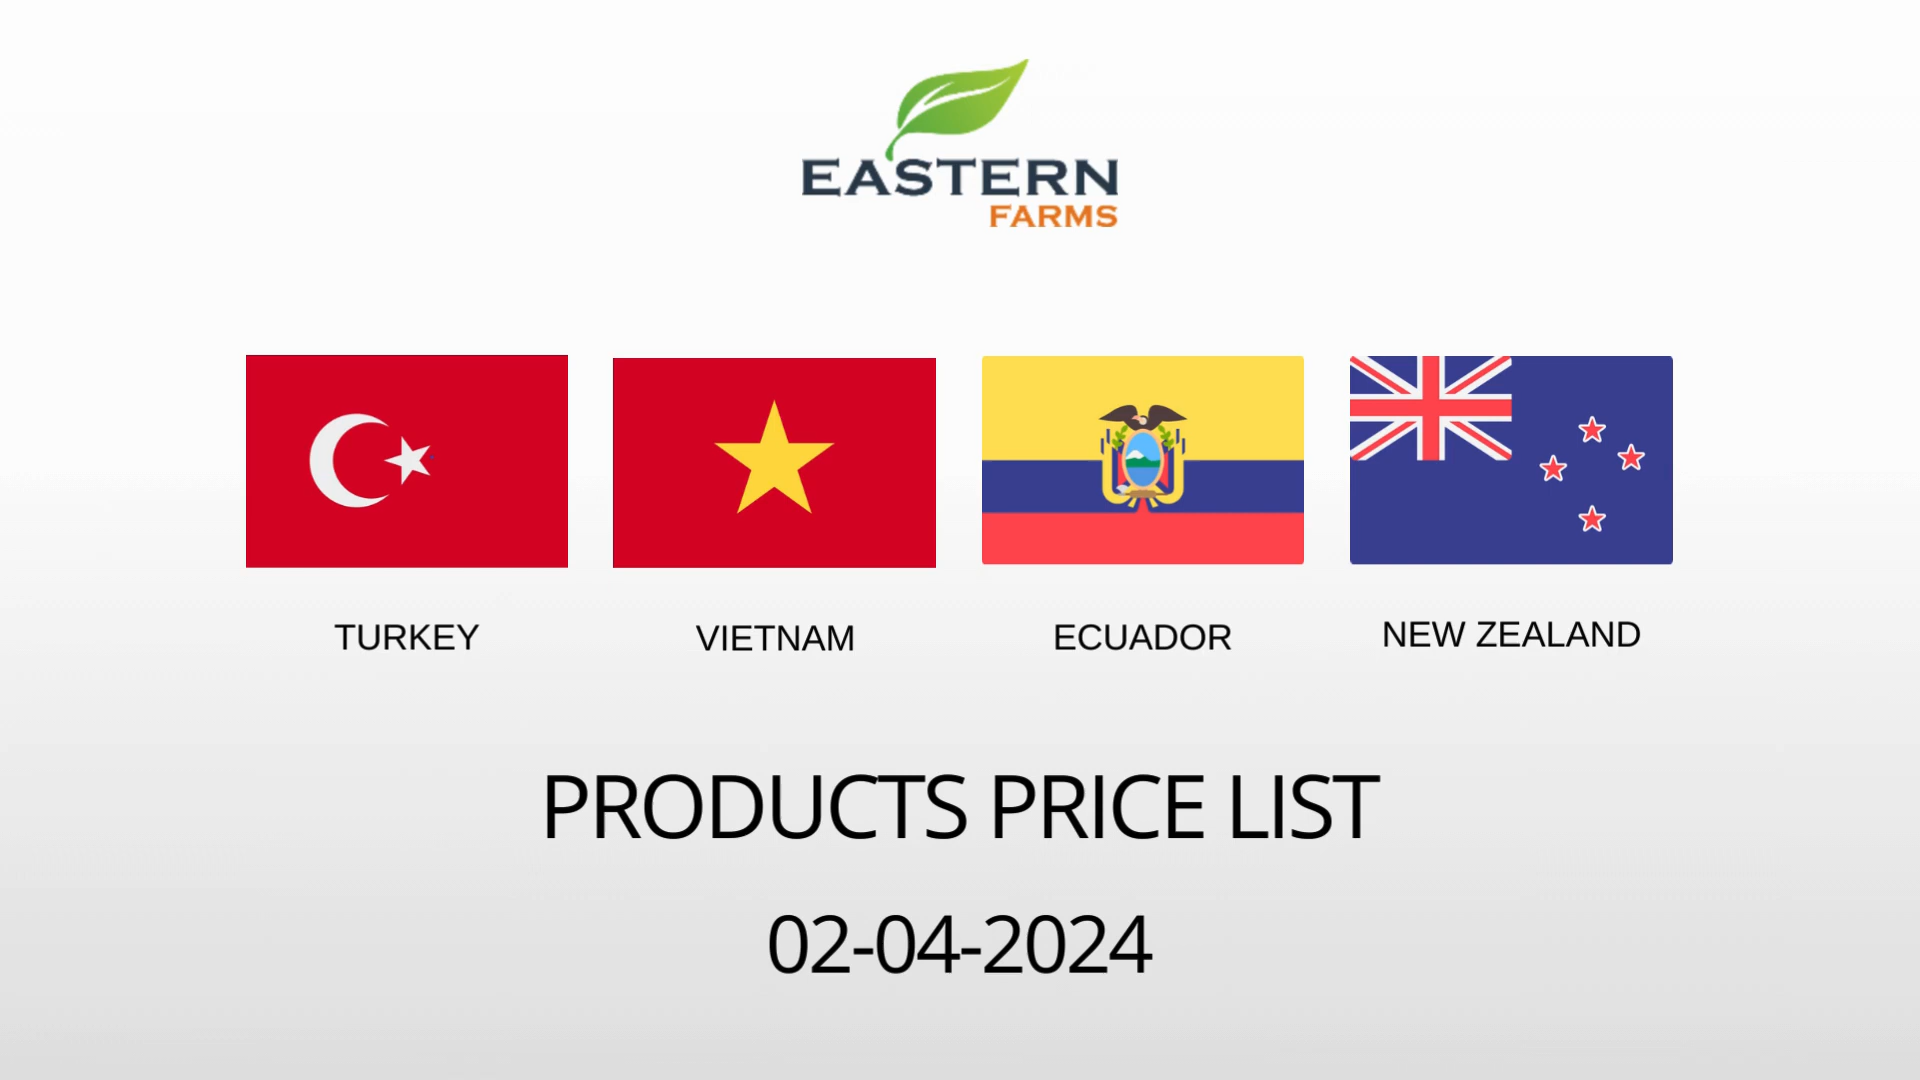 EASTERN
FARMS
TURKEY
VIETNAM
ECUADOR
NEW ZEALAND
PRODUCTS PRICE LIST
02-04-2024